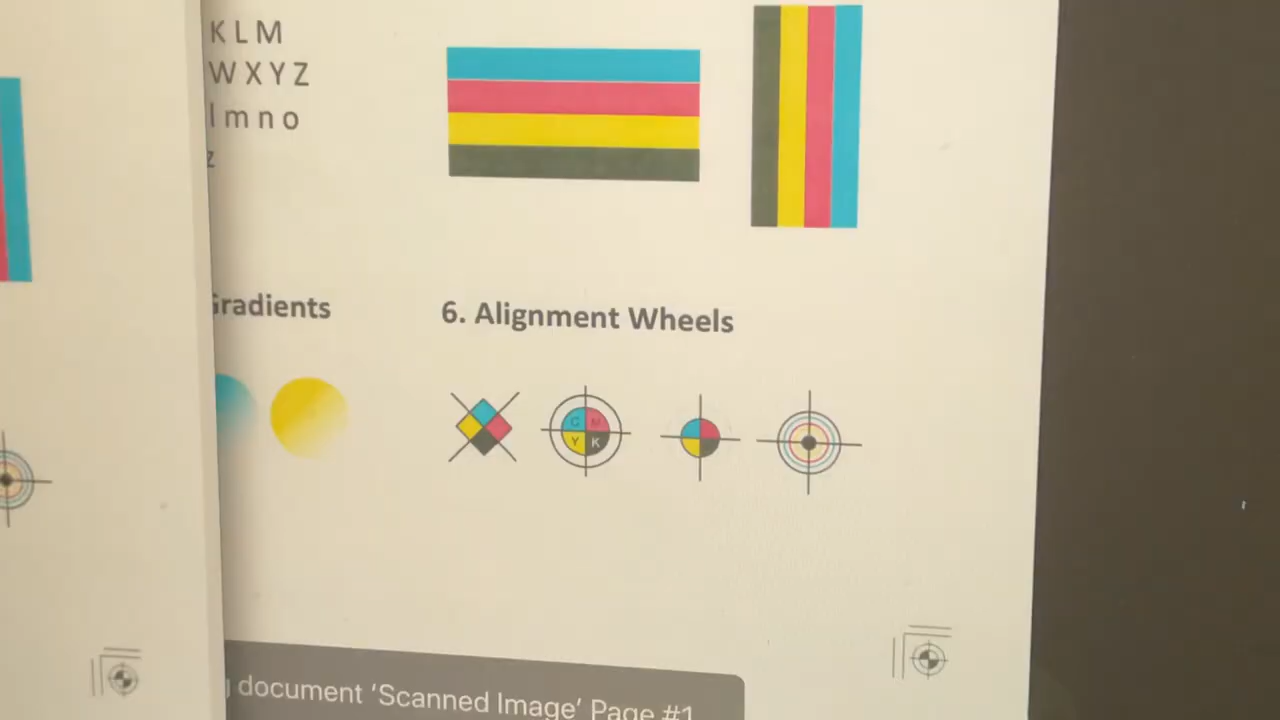 K L M
W X Y Z
l m n o
z
Gradients
6. Alignment Wheels
C M
Y K
document ‘Scanned Image’ Page #1